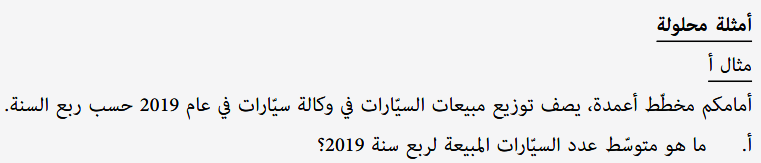 أمثلة محلولة
مثال أ
أمامكم مخطّط أعمدة، يصف توزيع مبيعات السيّارات في وكالة سيّارات في عام 2019 حسب ربع السنة.
أ. ما هو متوسّط عدد السيّارات المبيعة لربع سنة 2019؟